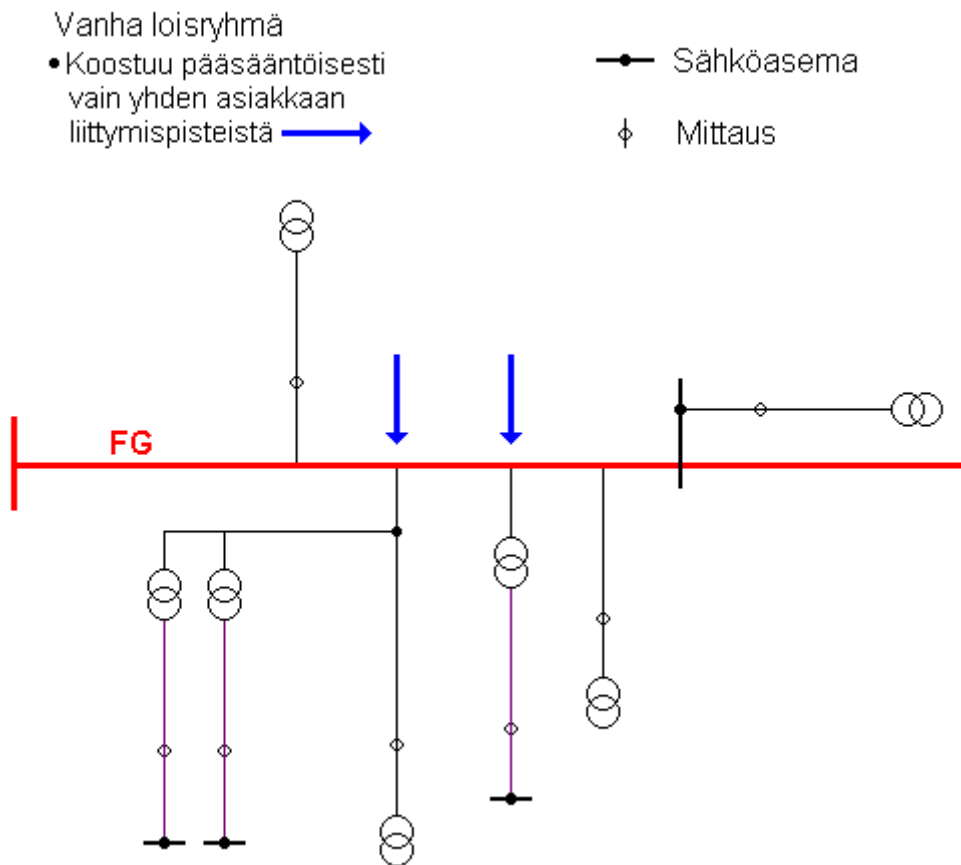 Vanha loisryhmä
• Koostuu pääsääntöisesti
vain yhden asiakkaan
liittymispisteistä
Sähköasema
Mittaus
FG